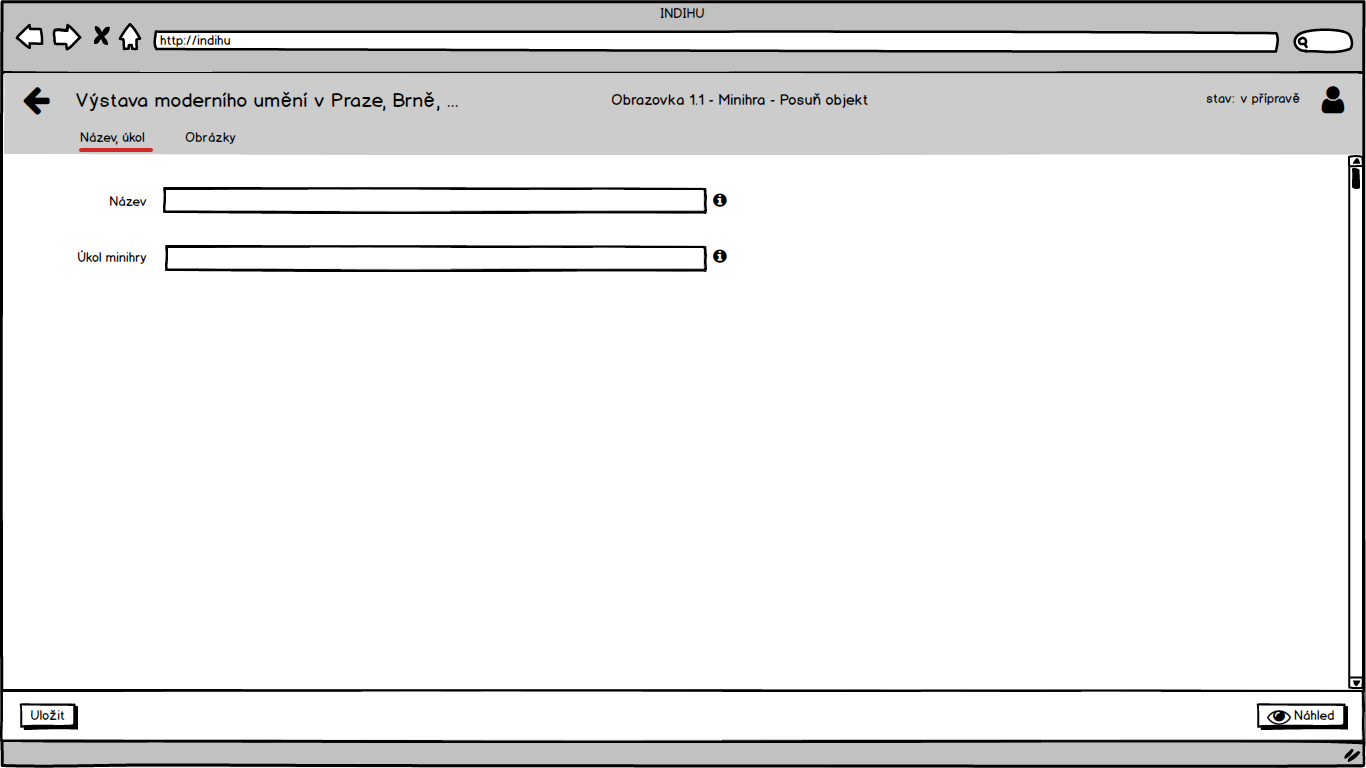 INDIHU
http://indihu
Výstava moderního umění v Praze, Brně, ...
Obrazovka 1.1 - Minihra - Posuň objekt
stav: v přípravě
Název, úkol
Obrázky
Název
Úkol minihry
Uložit
Náhled